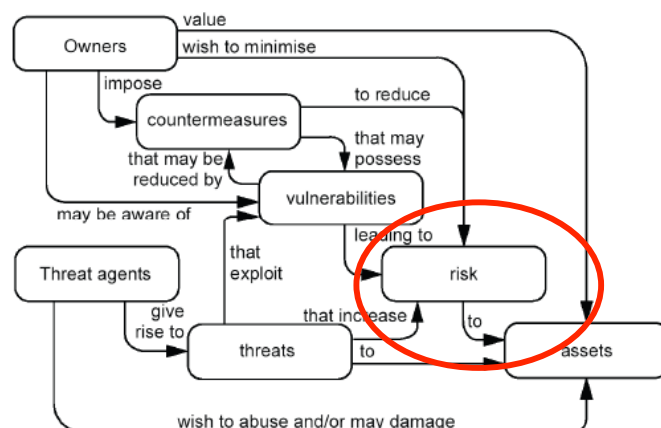 value
Owners
wish to minimise
impose
to reduce
countermeasures
that may
possess
that may be
reduced by
vulnerabilities
may be aware of
leading to
that
exploit
Threat agents
risk
give
rise to
that increase
to
threats
to
assets
wish to abuse and/or may damage